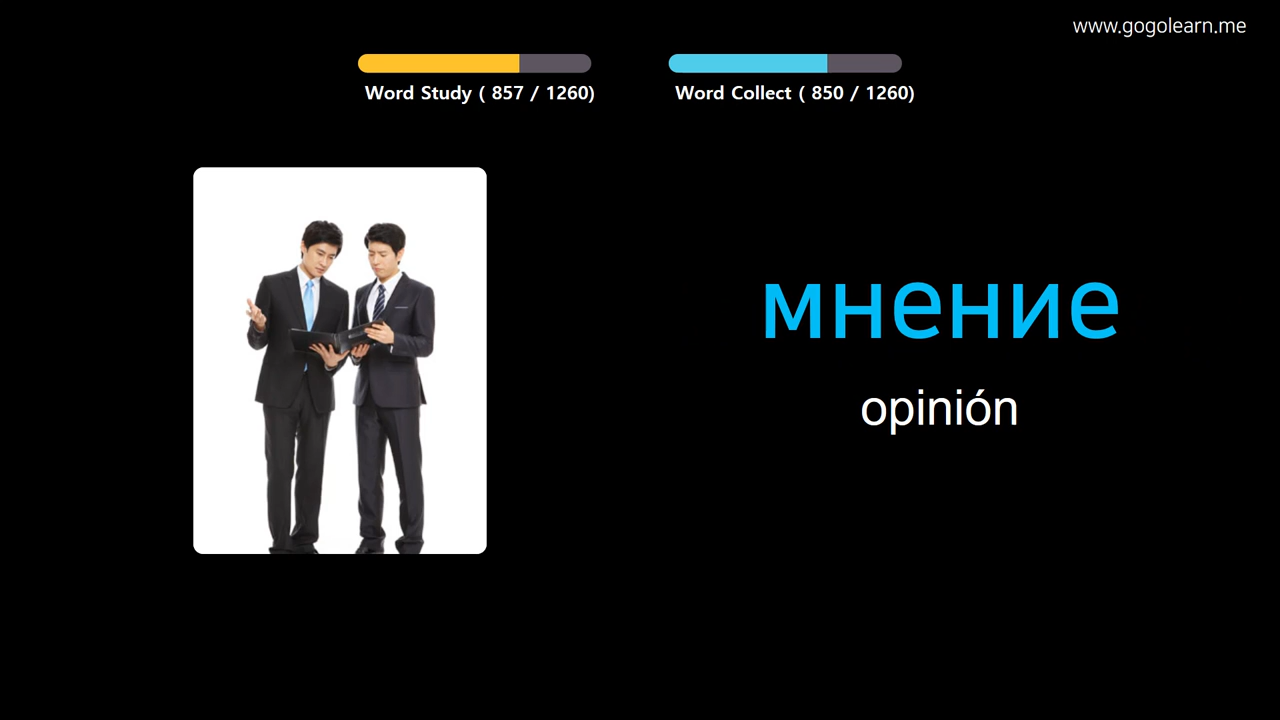 www.gogolearn.me
Word Study ( 857 / 1260)
Word Collect ( 850 / 1260)
мнение
opinión